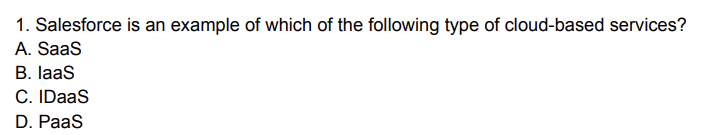 1. Salesforce is an example of which of the following type of cloud-based services?
A. SaaS
B. IaaS
C. IDaaS
D. PaaS